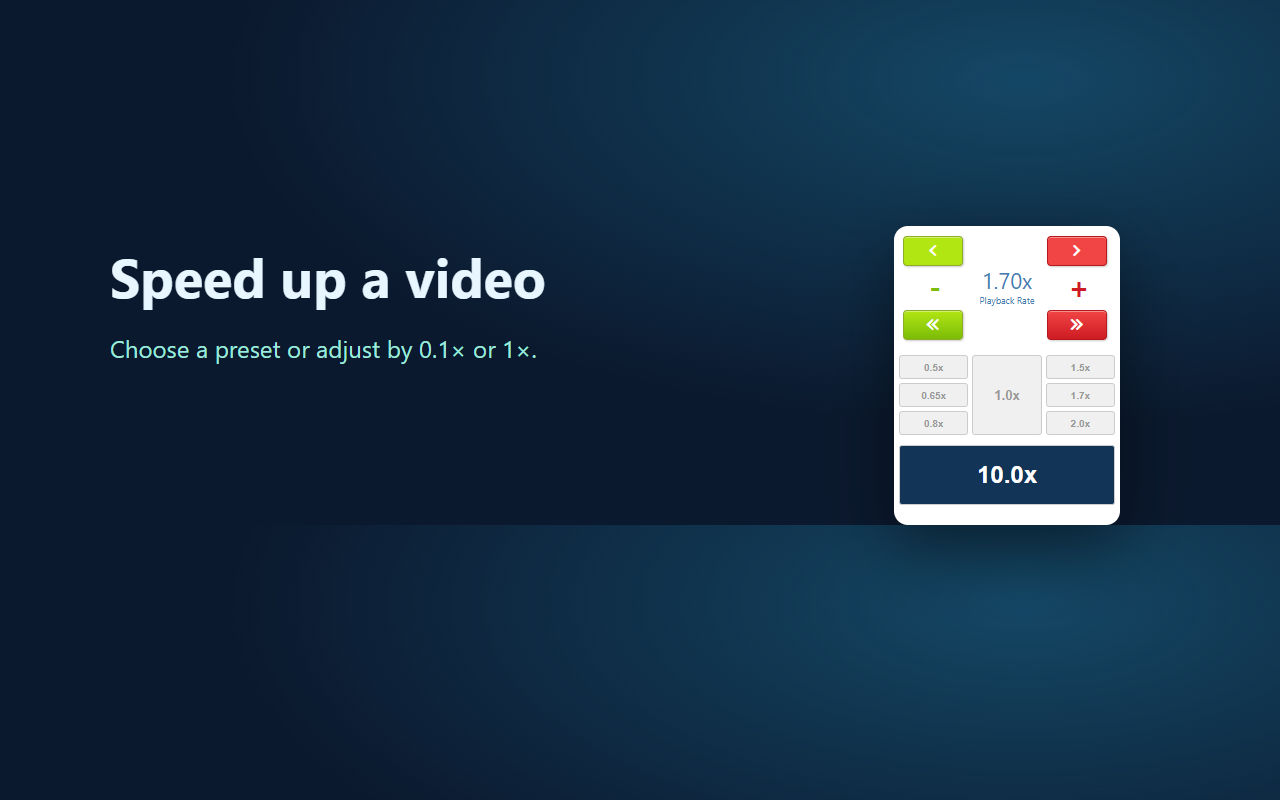 Speed up a video
Choose a preset or adjust by 0.1× or 1×.
1.70x
- +
Playback Rate
0.5x 1.0x 1.5x
0.65x 1.7x
0.8x 2.0x
10.0x